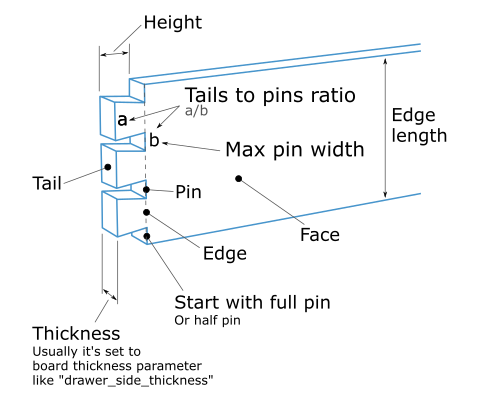 Height
Tails to pins ratio
a/b
a
b
Max pin width
Edge
length
Tail
Pin
Face
Edge
Start with full pin
Or half pin
Thickness
Usually it's set to
board thickness parameter
like "drawer_side_thickness"